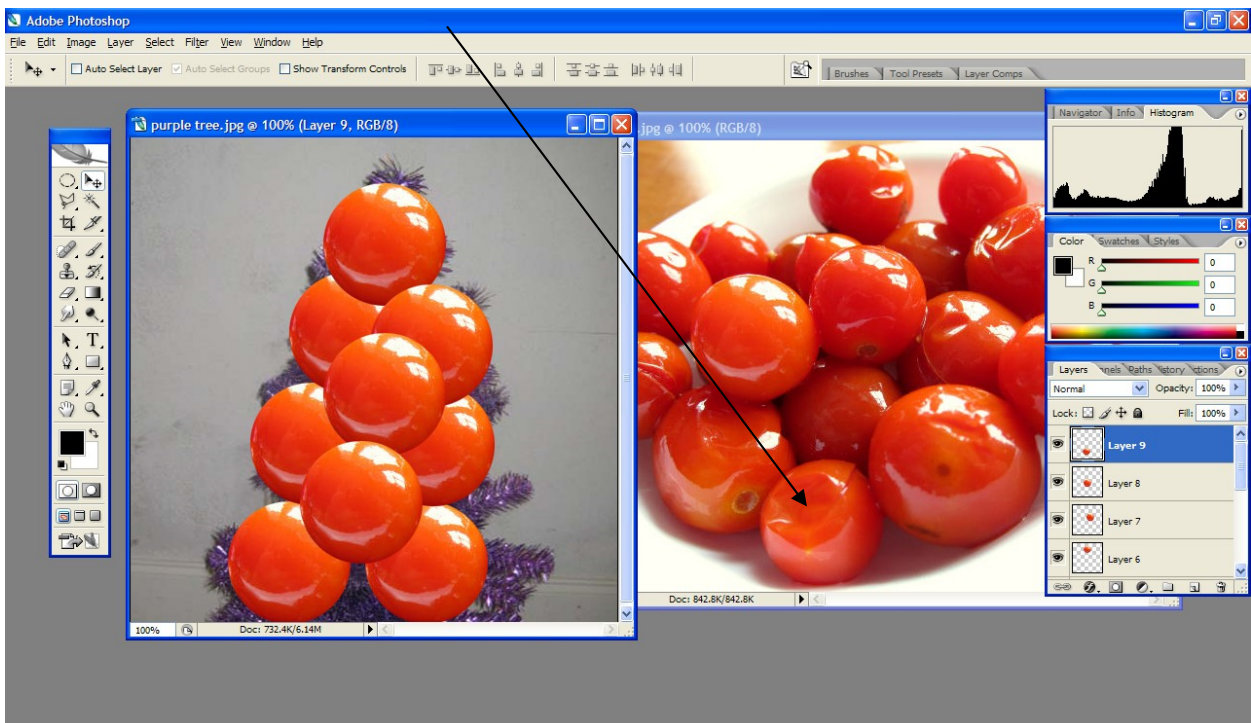 Adobe Photoshop
File Edit Image Layer Select Filter View Window Help
Auto Select Layer Auto Select Groups Show Transform Controls
Brushes Tool Presets Layer Comps
purple tree.jpg @ 100% (Layer 9, RGB/8)
.jpg @ 100% (RGB/8)
Navigator Info Histogram
Color Swatches Styles
R 0
G 0
B 0
Layers nnels Paths History ctions
Normal Opacity: 100%
Lock: Fill: 100%
Layer 9
Layer 8
Layer 7
Layer 6
T
100% Doc: 732.4K/6.14M
Doc: 842.8K/842.8K